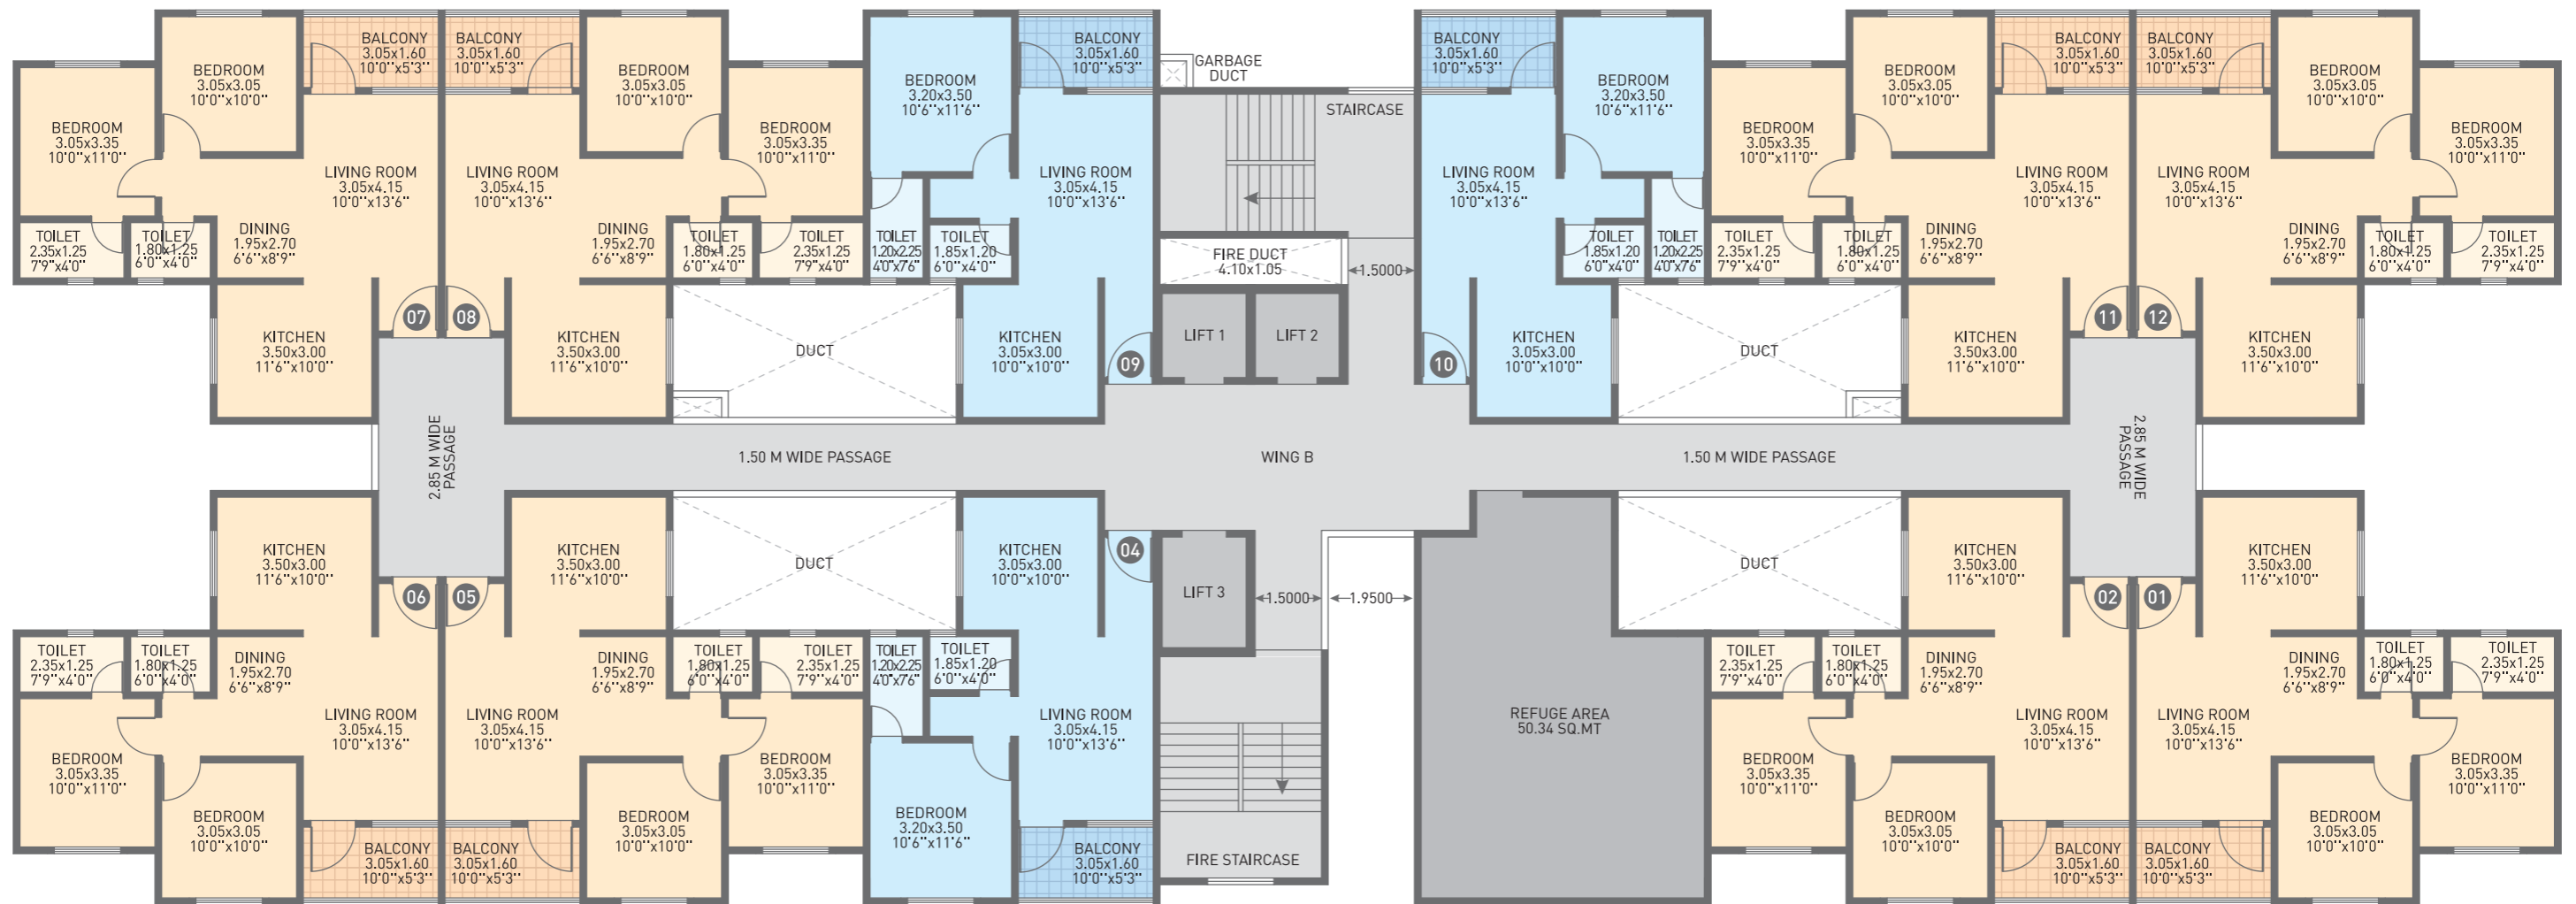 BEDROOM
3.05x3.35
10'0''x11'0''
BEDROOM
3.05x3.05
10'0''x10'0''
BALCONY
3.05x1.60
10'0''x5'3''
BALCONY
3.05x1.60
10'0''x5'3''
BEDROOM
3.05x3.05
10'0''x10'0''
BEDROOM
3.05x3.35
10'0''x11'0''
LIVING ROOM
3.05x4.15
10'0''x13'6''
LIVING ROOM
3.05x4.15
10'0''x13'6''
TOILET
2.35x1.25
7'9''x4'0''
TOILET
1.80x1.25
6'0''x4'0''
DINING
1.95x2.70
6'6''x8'9''
DINING
1.95x2.70
6'6''x8'9''
TOILET
1.80x1.25
6'0''x4'0''
TOILET
2.35x1.25
7'9''x4'0''
KITCHEN
3.50x3.00
11'6''x10'0''
07
08
KITCHEN
3.50x3.00
11'6''x10'0''
DUCT
BEDROOM
3.20x3.50
10'6''x11'6''
BALCONY
3.05x1.60
10'0''x5'3''
LIVING ROOM
3.05x4.15
10'0''x13'6''
TOILET
1.20x2.25
4'0''x7'6''
TOILET
1.85x1.20
6'0''x4'0''
KITCHEN
3.05x3.00
10'0''x10'0''
09
GARBAGE
DUCT
STAIRCASE
FIRE DUCT
4.10x1.05
1.5000
LIFT 1
LIFT 2
BALCONY
3.05x1.60
10'0''x5'3''
BEDROOM
3.20x3.50
10'6''x11'6''
LIVING ROOM
3.05x4.15
10'0''x13'6''
TOILET
1.85x1.20
6'0''x4'0''
TOILET
1.20x2.25
4'0''x7'6''
10
KITCHEN
3.05x3.00
10'0''x10'0''
DUCT
BEDROOM
3.05x3.35
10'0''x11'0''
BEDROOM
3.05x3.05
10'0''x10'0''
BALCONY
3.05x1.60
10'0''x5'3''
BALCONY
3.05x1.60
10'0''x5'3''
BEDROOM
3.05x3.05
10'0''x10'0''
BEDROOM
3.05x3.35
10'0''x11'0''
LIVING ROOM
3.05x4.15
10'0''x13'6''
LIVING ROOM
3.05x4.15
10'0''x13'6''
TOILET
2.35x1.25
7'9''x4'0''
TOILET
1.80x1.25
6'0''x4'0''
DINING
1.95x2.70
6'6''x8'9''
DINING
1.95x2.70
6'6''x8'9''
TOILET
1.80x1.25
6'0''x4'0''
TOILET
2.35x1.25
7'9''x4'0''
KITCHEN
3.50x3.00
11'6''x10'0''
11
12
KITCHEN
3.50x3.00
11'6''x10'0''
2.85 M WIDE
PASSAGE
1.50 M WIDE PASSAGE
WING B
1.50 M WIDE PASSAGE
2.85 M WIDE
PASSAGE
KITCHEN
3.50x3.00
11'6''x10'0''
06
05
KITCHEN
3.50x3.00
11'6''x10'0''
DUCT
TOILET
2.35x1.25
7'9''x4'0''
TOILET
1.80x1.25
6'0''x4'0''
DINING
1.95x2.70
6'6''x8'9''
DINING
1.95x2.70
6'6''x8'9''
TOILET
1.80x1.25
6'0''x4'0''
TOILET
2.35x1.25
7'9''x4'0''
LIVING ROOM
3.05x4.15
10'0''x13'6''
LIVING ROOM
3.05x4.15
10'0''x13'6''
BEDROOM
3.05x3.35
10'0''x11'0''
BEDROOM
3.05x3.05
10'0''x10'0''
BALCONY
3.05x1.60
10'0''x5'3''
BALCONY
3.05x1.60
10'0''x5'3''
BEDROOM
3.05x3.05
10'0''x10'0''
BEDROOM
3.05x3.35
10'0''x11'0''
KITCHEN
3.05x3.00
10'0''x10'0''
04
TOILET
1.20x2.25
4'0''x7'6''
TOILET
1.85x1.20
6'0''x4'0''
LIVING ROOM
3.05x4.15
10'0''x13'6''
BEDROOM
3.20x3.50
10'6''x11'6''
BALCONY
3.05x1.60
10'0''x5'3''
LIFT 3
1.5000
1.9500
FIRE STAIRCASE
REFUGE AREA
50.34 SQ.MT
DUCT
KITCHEN
3.50x3.00
11'6''x10'0''
02
01
KITCHEN
3.50x3.00
11'6''x10'0''
TOILET
2.35x1.25
7'9''x4'0''
TOILET
1.80x1.25
6'0''x4'0''
DINING
1.95x2.70
6'6''x8'9''
DINING
1.95x2.70
6'6''x8'9''
TOILET
1.80x1.25
6'0''x4'0''
TOILET
2.35x1.25
7'9''x4'0''
LIVING ROOM
3.05x4.15
10'0''x13'6''
LIVING ROOM
3.05x4.15
10'0''x13'6''
BEDROOM
3.05x3.35
10'0''x11'0''
BEDROOM
3.05x3.05
10'0''x10'0''
BALCONY
3.05x1.60
10'0''x5'3''
BALCONY
3.05x1.60
10'0''x5'3''
BEDROOM
3.05x3.05
10'0''x10'0''
BEDROOM
3.05x3.35
10'0''x11'0''